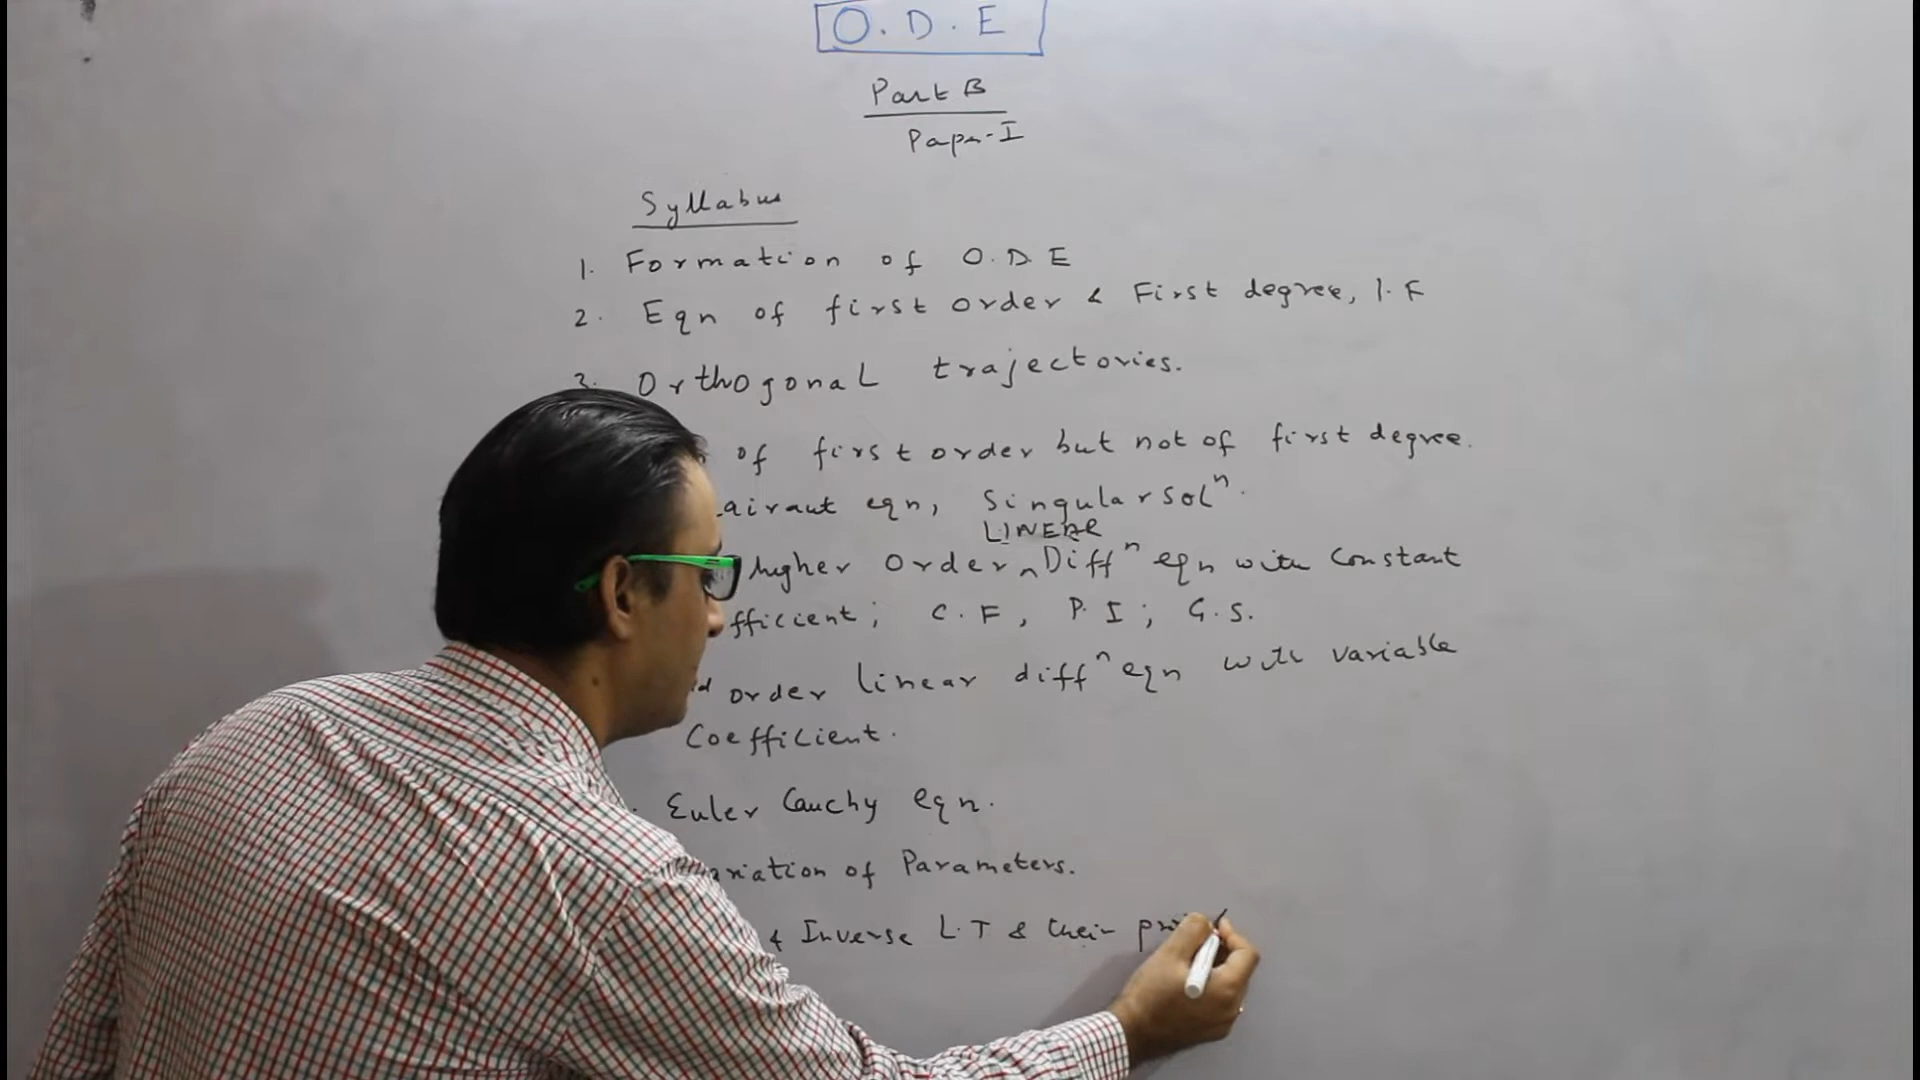 O. D. E
Part B
Paper-I
Syllabus
1. Formation of O.D.E
2. Eqn of first order & First degree, I.F
3. Orthogonal trajectories.
of first order but not of first degree.
airaut eqn, Singular solⁿ.
LINEAR
higher Order ^ Diffⁿ eqn with constant
fficient; C.F, P.I; G.S.
order linear diffⁿ eqn with variable
Coefficient.
Euler Cauchy eqn.
ariation of Parameters.
& Inverse L.T & their